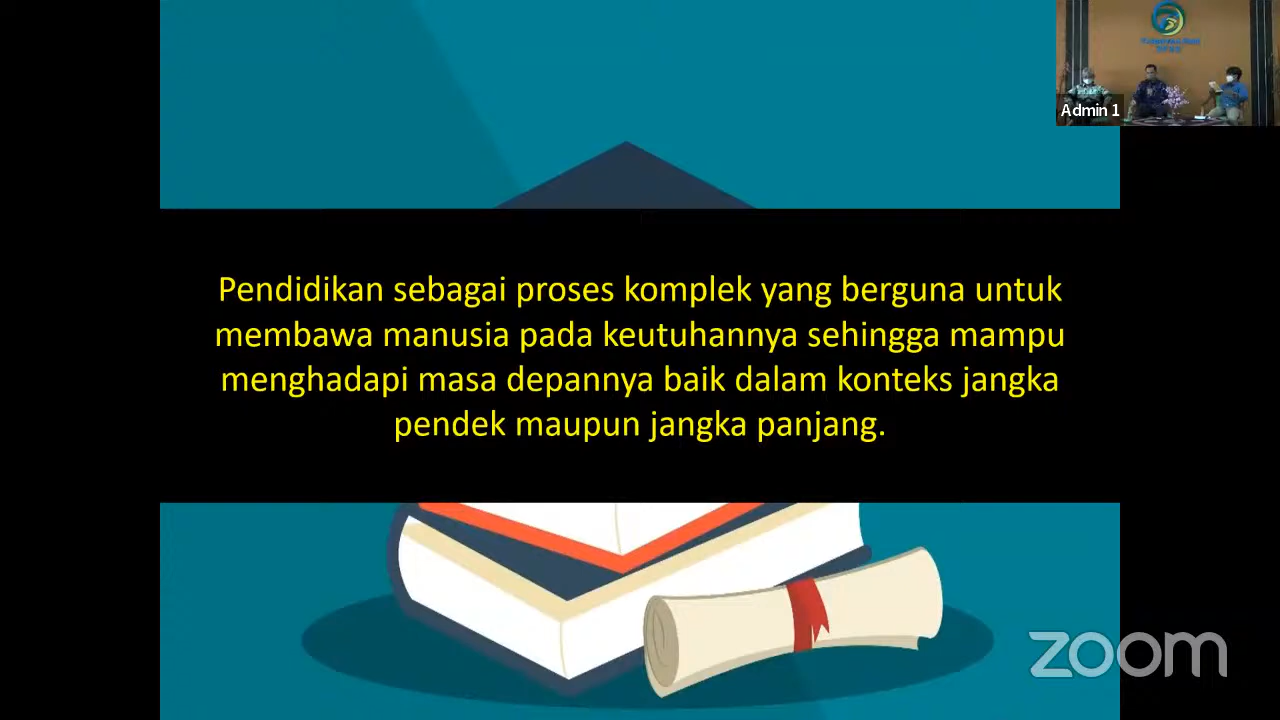 Admin 1
Pendidikan sebagai proses komplek yang berguna untuk
membawa manusia pada keutuhannya sehingga mampu
menghadapi masa depannya baik dalam konteks jangka
pendek maupun jangka panjang.
zoom